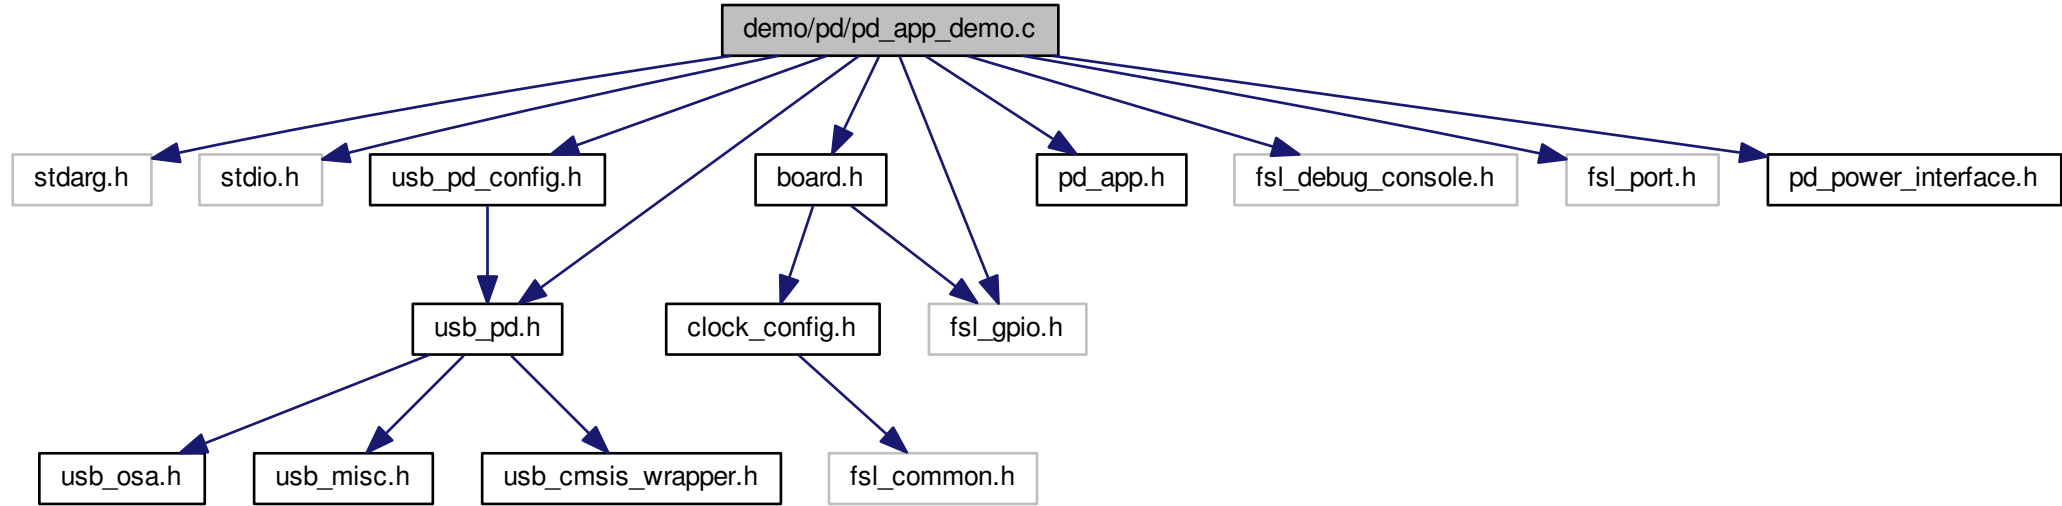 demo/pd/pd_app_demo.c
stdarg.h
stdio.h
usb_pd_config.h
board.h
pd_app.h
fsl_debug_console.h
fsl_port.h
pd_power_interface.h
usb_pd.h
clock_config.h
fsl_gpio.h
usb_osa.h
usb_misc.h
usb_cmsis_wrapper.h
fsl_common.h